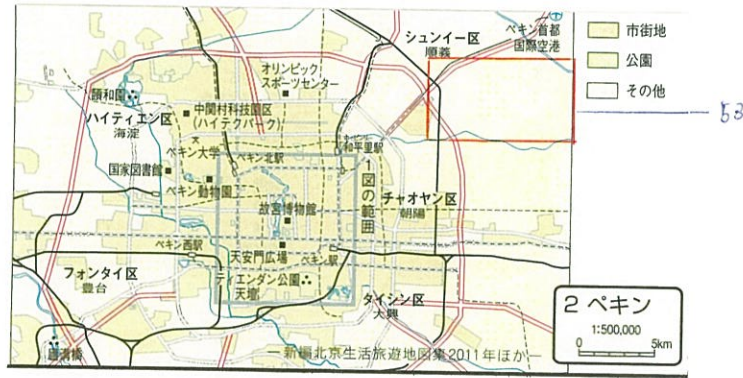 シュンイー区
順義
ペキン首都
国際空港
市街地
公園
その他
53
オリンピック
スポーツセンター
頤和園
中関村科技園区
(ハイテクパーク)
ハイティエン区
海淀
和平里駅
ペキン大学
ペキン北駅
国家図書館
ペキン動物園
1図の範囲
チャオヤン区
朝陽
故宮博物館
ペキン西駅
天安門広場
ペキン駅
フォンタイ区
豊台
ティエンダン公園
天壇
タイシン区
大興
2 ペキン
1:500,000
0 5km
盧溝橋
―新編北京生活旅遊地図集2011年ほか―